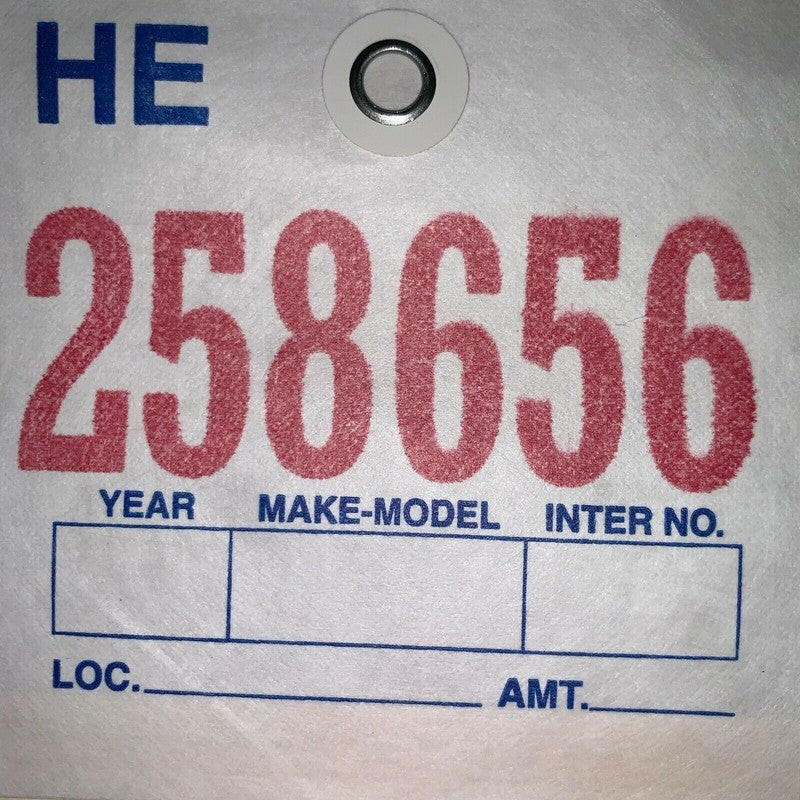 HE
258656
YEAR MAKE-MODEL INTER NO.
LOC. AMT.